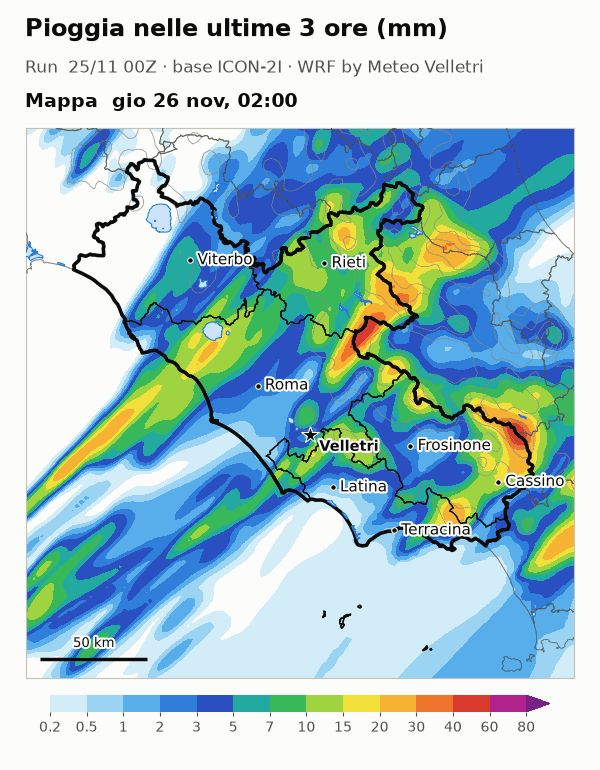 Pioggia nelle ultime 3 ore (mm)
Run  25/11 00Z · base ICON-2I · WRF by Meteo Velletri
Mappa  gio 26 nov, 02:00
Viterbo
Rieti
Roma
Velletri
Frosinone
Cassino
Latina
Terracina
50 km
0.2 0.5 1 2 3 5 7 10 15 20 30 40 60 80